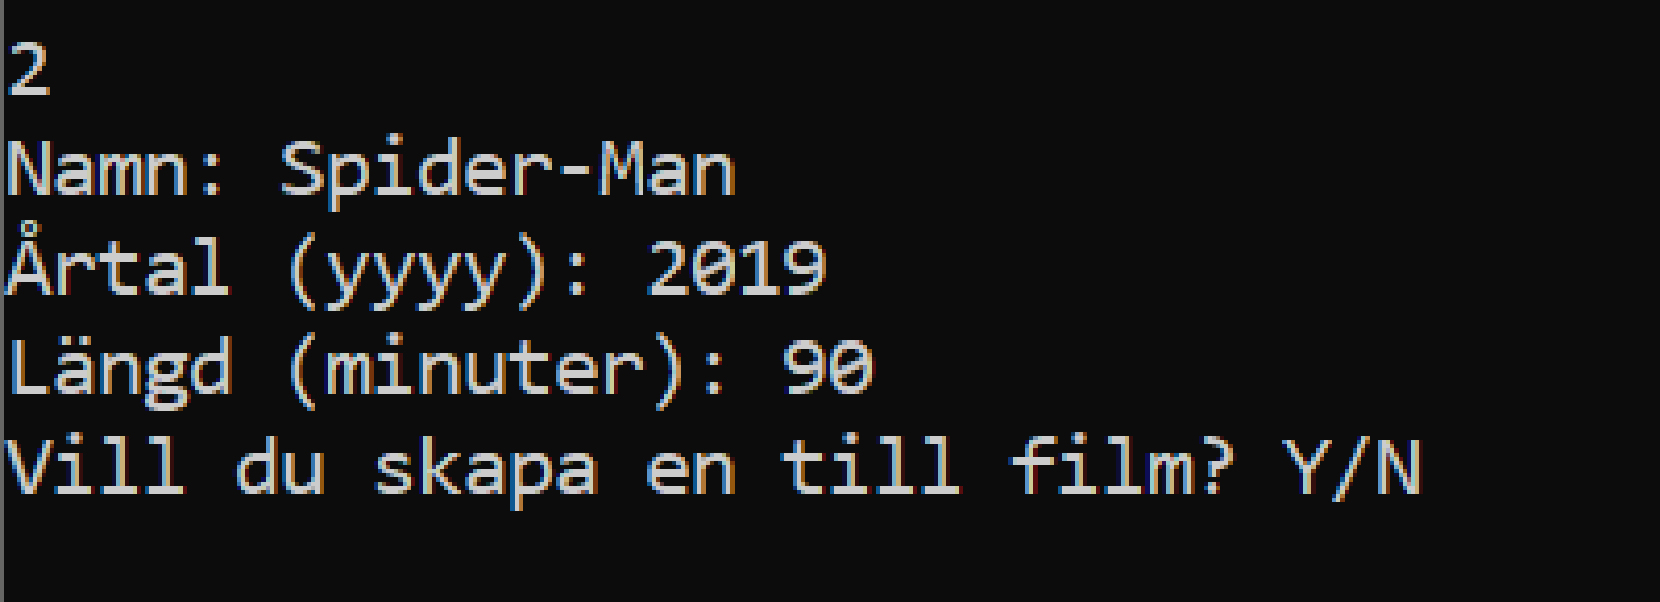 2
Namn: Spider-Man
Årtal (yyyy): 2019
Längd (minuter): 90
Vill du skapa en till film? Y/N